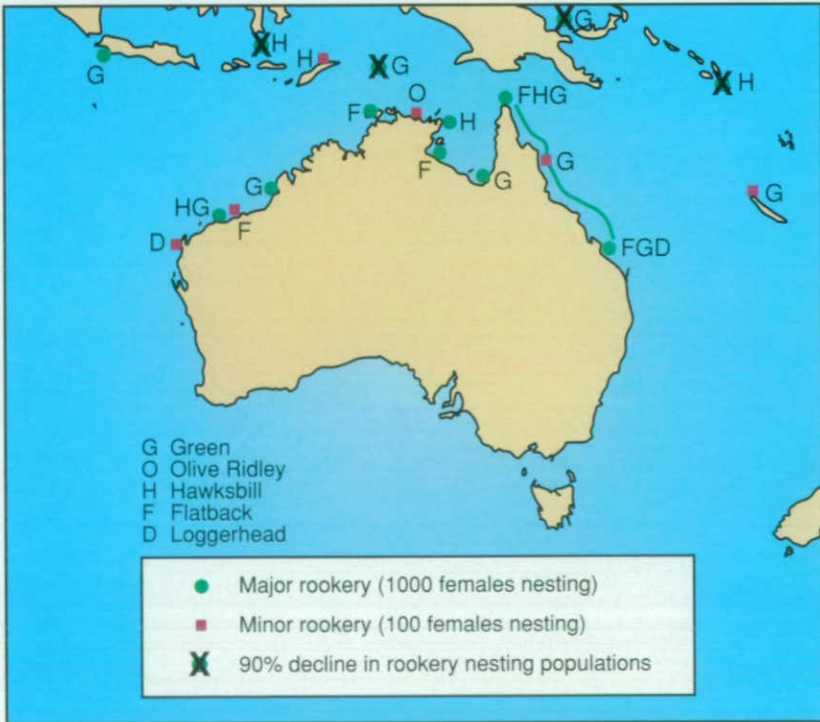 G
H
G
H
G
H
O
F
H
FHG
F
G
G
G
G
HG
F
D
FGD
G Green
O Olive Ridley
H Hawksbill
F Flatback
D Loggerhead
Major rookery (1000 females nesting)
Minor rookery (100 females nesting)
90% decline in rookery nesting populations